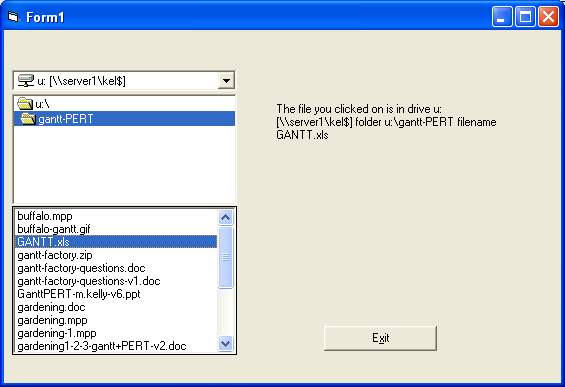 Form1
u: [\\server1\kel$]
u:\
gantt-PERT
The file you clicked on is in drive u:
[\\server1\kel$] folder u:\gantt-PERT filename
GANTT.xls
buffalo.mpp
buffalo-gantt.gif
GANTT.xls
gantt-factory.zip
gantt-factory-questions.doc
gantt-factory-questions-v1.doc
GanttPERT-m.kelly-v6.ppt
gardening.doc
gardening.mpp
gardening-1.mpp
gardening1-2-3-gantt+PERT-v2.doc
Exit